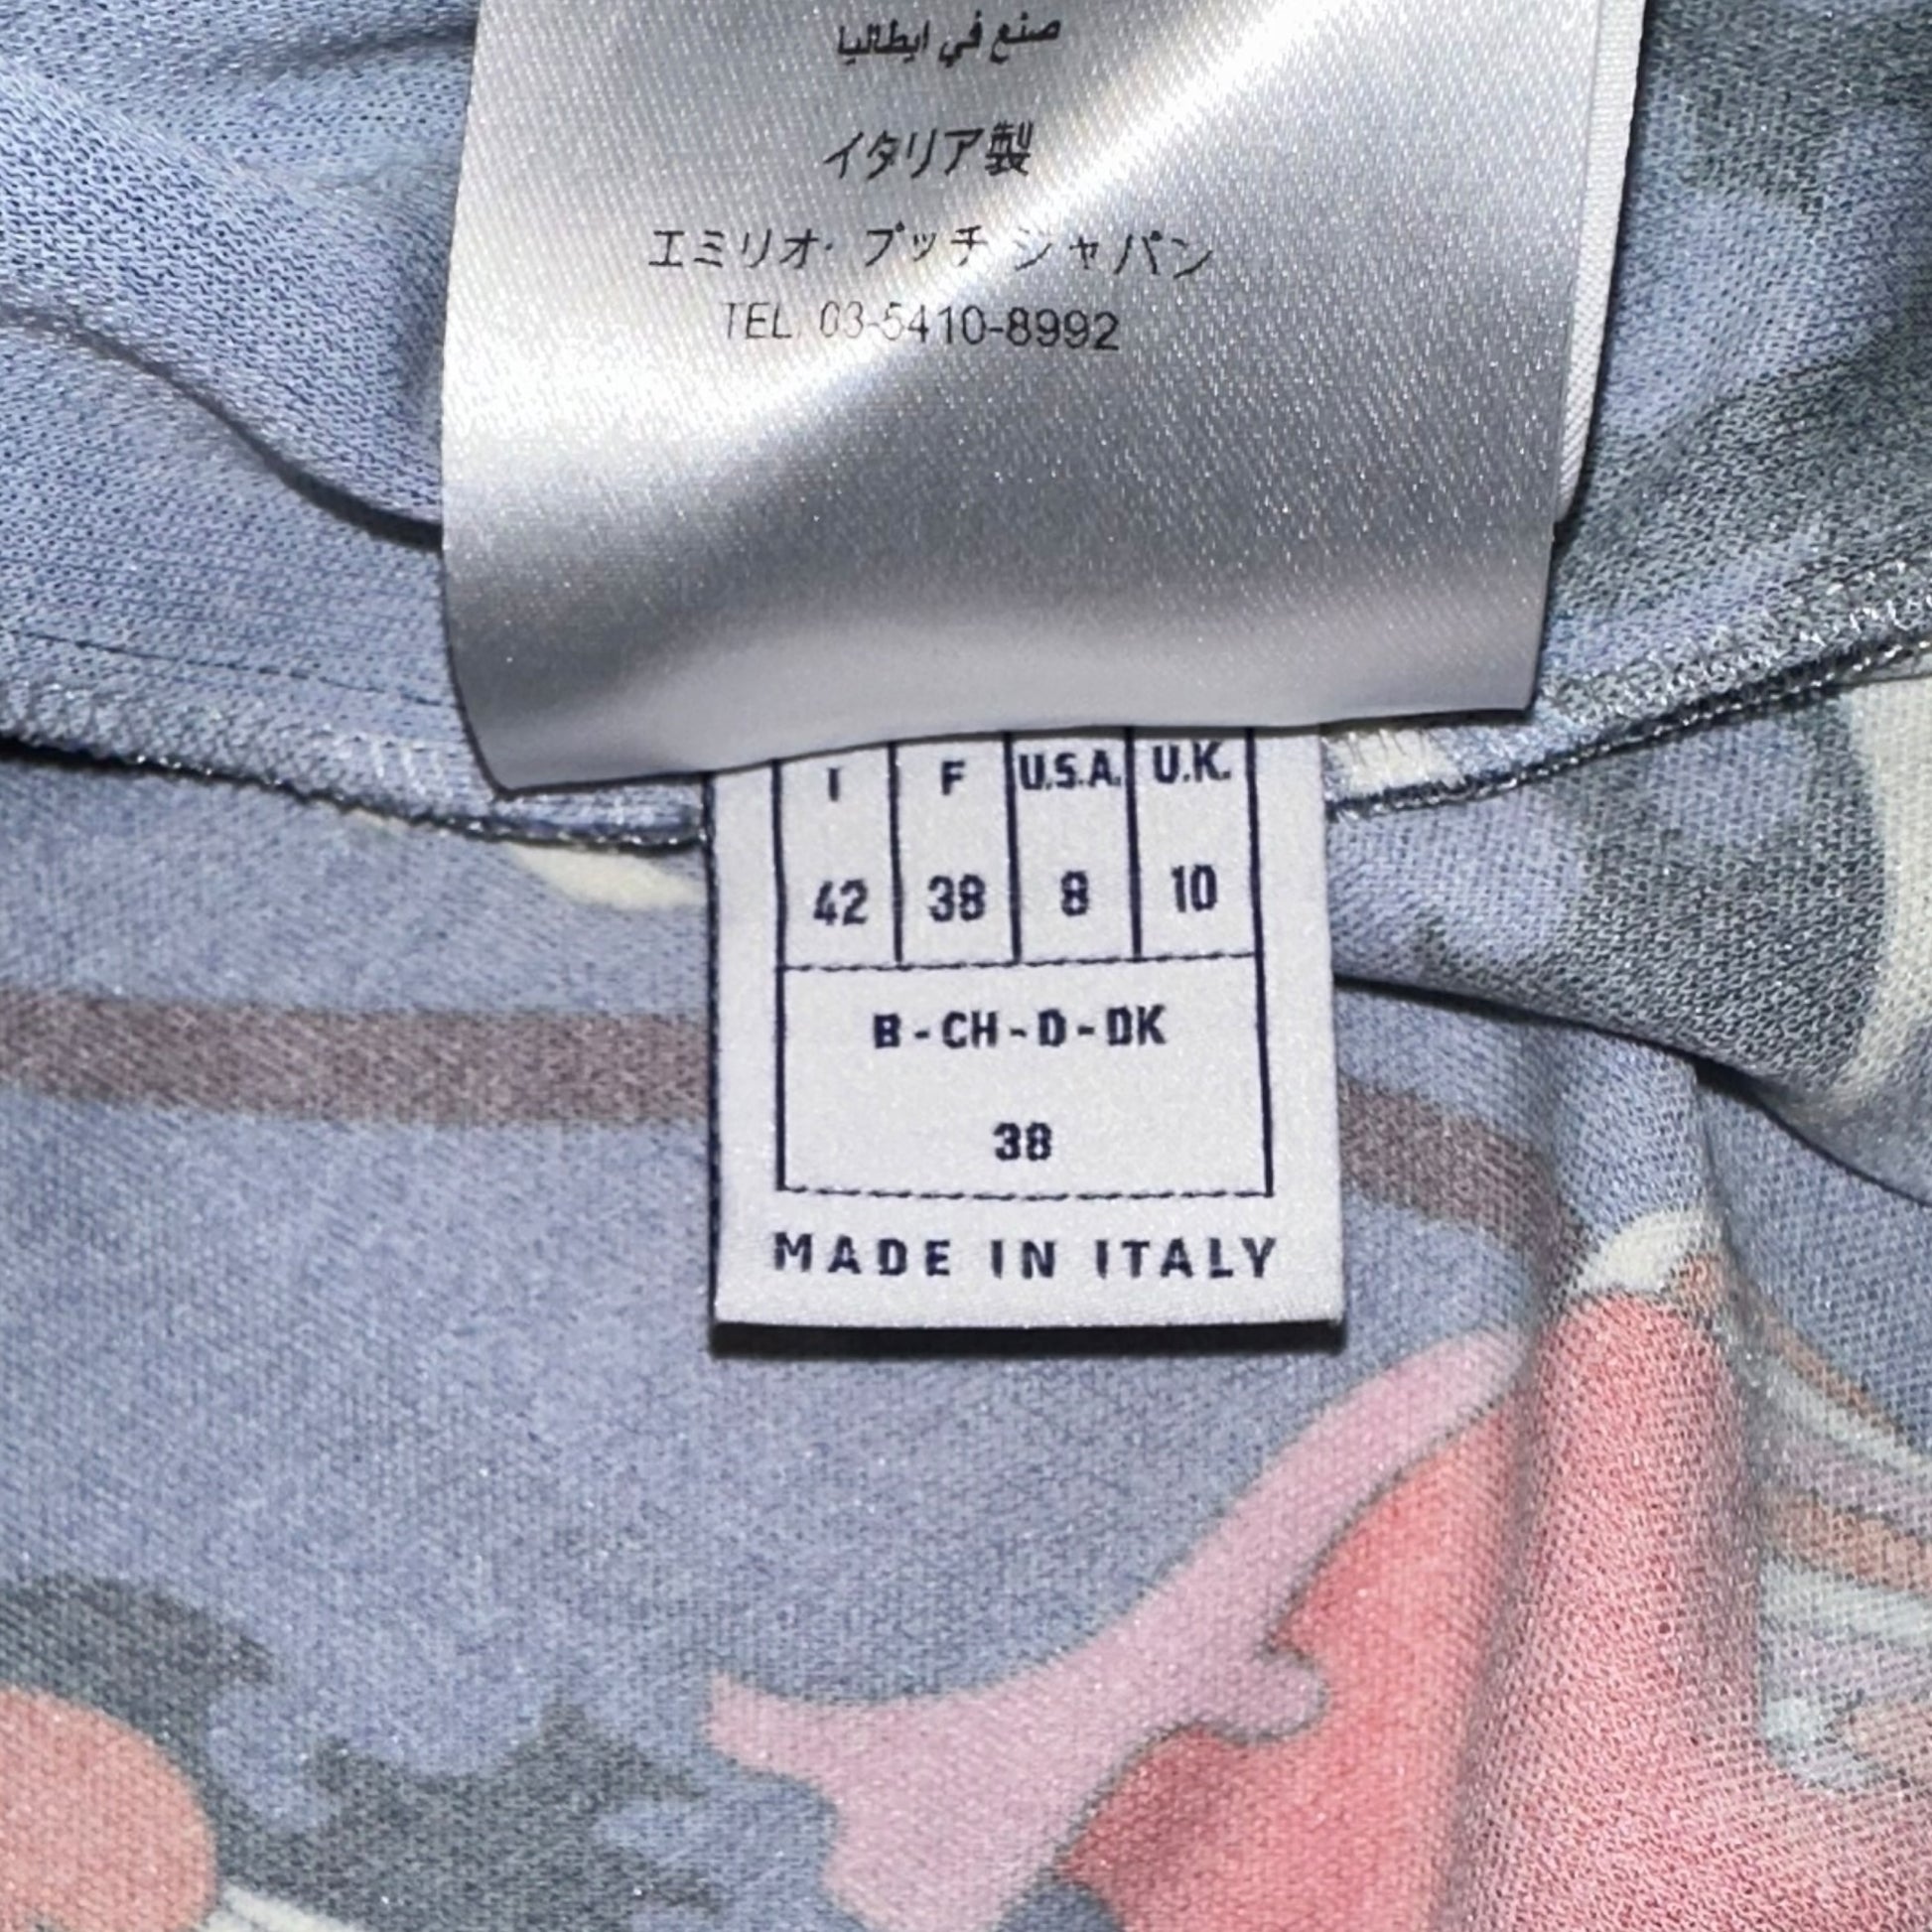 صنع في ايطاليا
イタリア製
エミリオ・プッチ ジャパン
TEL. 03-5410-8992
I F U.S.A. U.K.
42 38 8 10
B - CH - D - DK
38
MADE IN ITALY